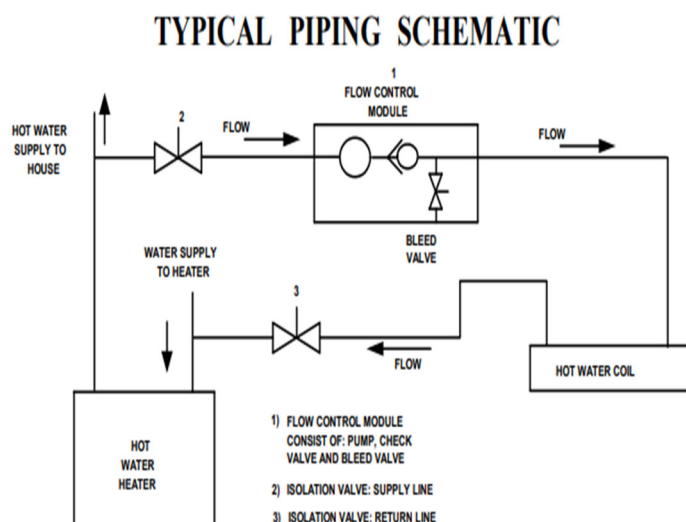 TYPICAL PIPING SCHEMATIC
1
FLOW CONTROL
MODULE
2
FLOW
FLOW
HOT WATER
SUPPLY TO
HOUSE
BLEED
VALVE
WATER SUPPLY
TO HEATER
3
FLOW
HOT WATER COIL
HOT
WATER
HEATER
1) FLOW CONTROL MODULE
CONSIST OF: PUMP, CHECK
VALVE AND BLEED VALVE
2) ISOLATION VALVE: SUPPLY LINE
3) ISOLATION VALVE: RETURN LINE